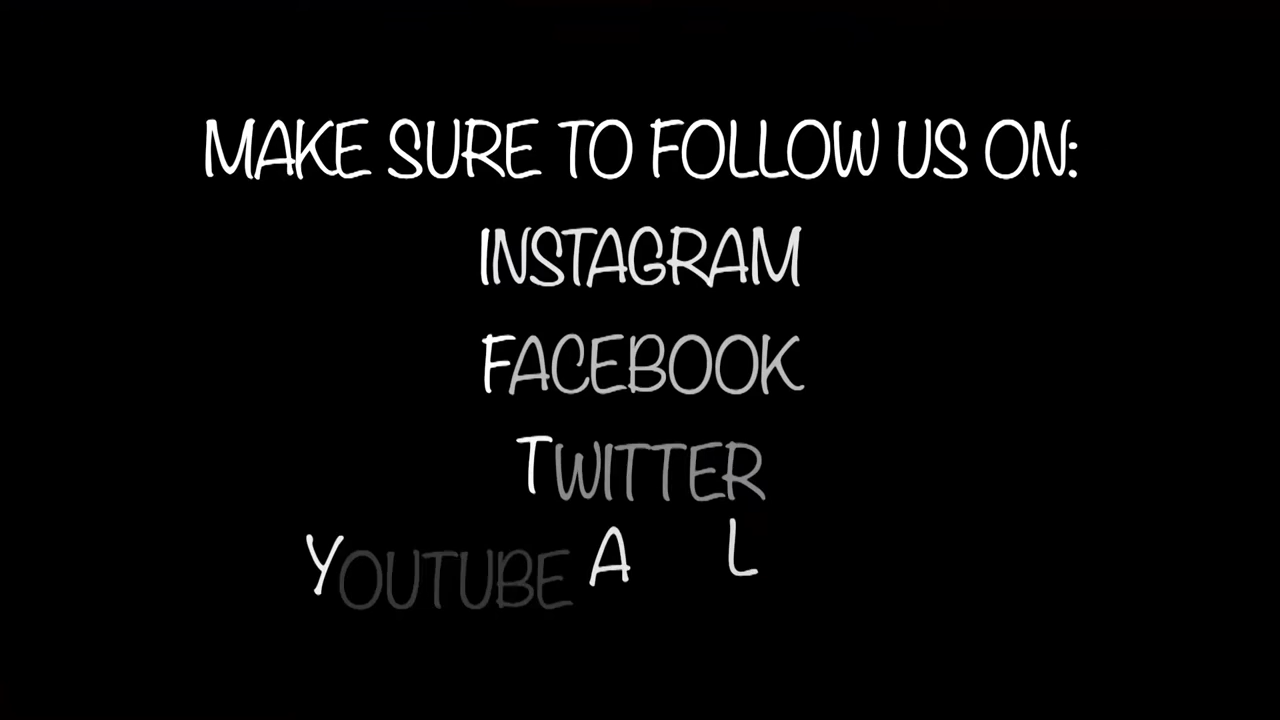 MAKE SURE TO FOLLOW US ON:
INSTAGRAM
FACEBOOK
TWITTER
YOUTUBE A L